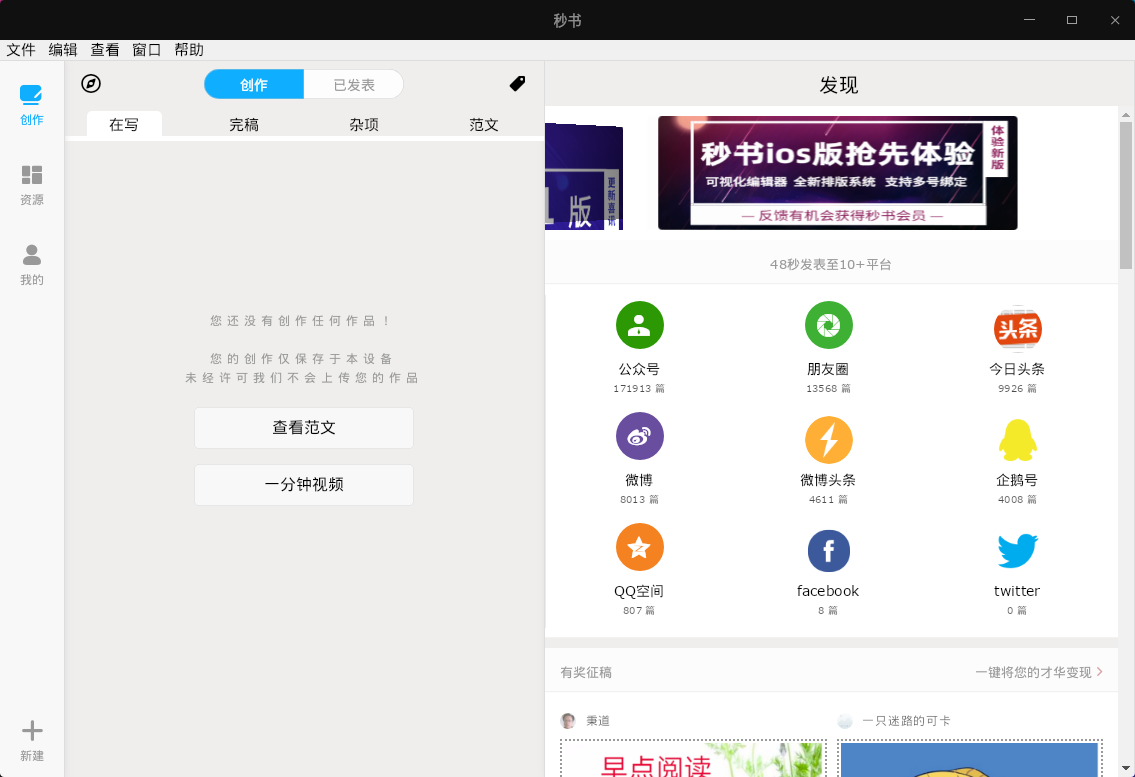 秒书
文件 编辑 查看 窗口 帮助
创作
资源
我的
新建
创作 已发表
在写 完稿 杂项 范文
您还没有创作任何作品！
您的创作仅保存于本设备
未经许可我们不会上传您的作品
查看范文
一分钟视频
发现
版
更新喜讯
秒书ios版抢先体验
可视化编辑器 全新排版系统 支持多号绑定
— 反馈有机会获得秒书会员 —
体验新版
48秒发表至10+平台
公众号 朋友圈 今日头条
171913 篇 13568 篇 9926 篇
头条
微博 微博头条 企鹅号
8013 篇 4611 篇 4008 篇
QQ空间 facebook twitter
807 篇 8 篇 0 篇
有奖征稿 一键将您的才华变现
秉道 一只迷路的可卡
早点阅读